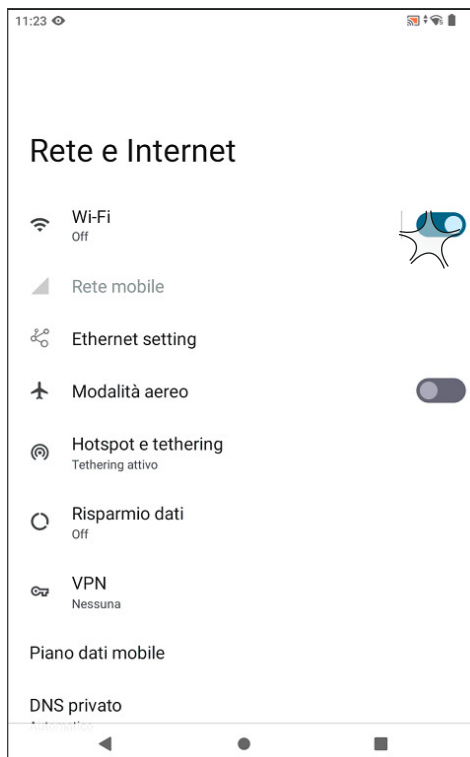 11:23
Rete e Internet
Wi-Fi
Off
Rete mobile
Ethernet setting
Modalità aereo
Hotspot e tethering
Tethering attivo
Risparmio dati
Off
VPN
Nessuna
Piano dati mobile
DNS privato
Automatico